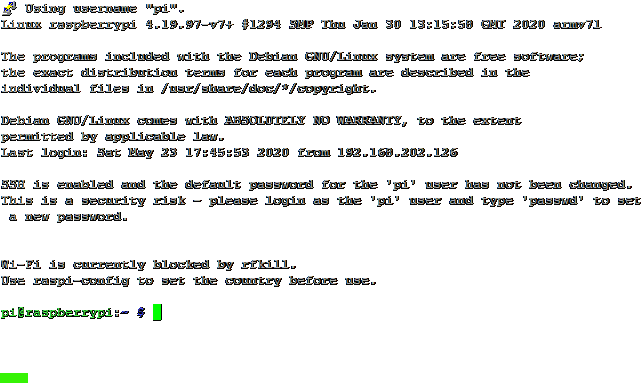 Using username "pi".
Linux raspberrypi 4.19.97-v7+ #1294 SMP Thu Jan 30 13:15:58 GMT 2020 armv7l
The programs included with the Debian GNU/Linux system are free software;
the exact distribution terms for each program are described in the
individual files in /usr/share/doc/*/copyright.
Debian GNU/Linux comes with ABSOLUTELY NO WARRANTY, to the extent
permitted by applicable law.
Last login: Sat May 23 17:45:53 2020 from 192.168.202.126
SSH is enabled and the default password for the 'pi' user has not been changed.
This is a security risk - please login as the 'pi' user and type 'passwd' to set
a new password.
Wi-Fi is currently blocked by rfkill.
Use raspi-config to set the country before use.
pi@raspberrypi:~ $